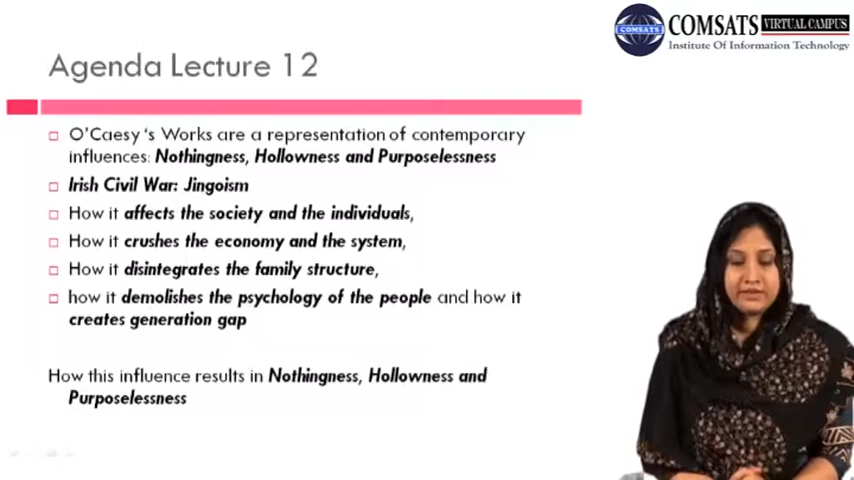 COMSATS VIRTUAL CAMPUS
Institute Of Information Technology
COMSATS
Agenda Lecture 12
O'Caesy 's Works are a representation of contemporary
influences: Nothingness, Hollowness and Purposelessness
Irish Civil War: Jingoism
How it affects the society and the individuals,
How it crushes the economy and the system,
How it disintegrates the family structure,
how it demolishes the psychology of the people and how it
creates generation gap
How this influence results in Nothingness, Hollowness and
Purposelessness